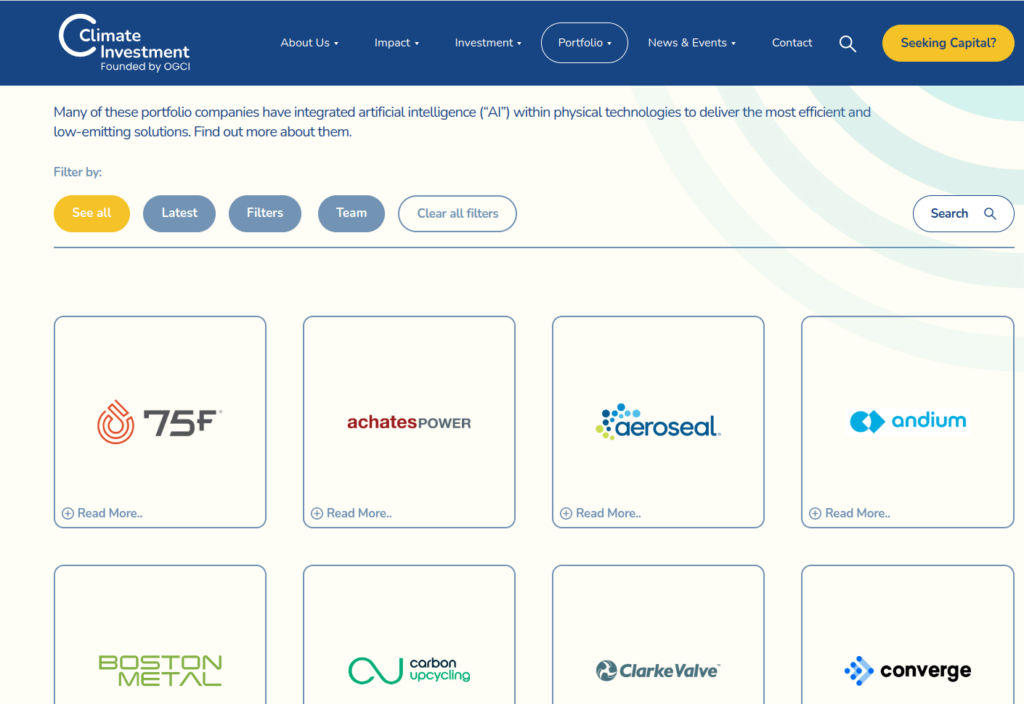 Climate
Investment
Founded by OGCI
About Us
Impact
Investment
Portfolio
News & Events
Contact
Seeking Capital?
Many of these portfolio companies have integrated artificial intelligence (“AI”) within physical technologies to deliver the most efficient and
low-emitting solutions. Find out more about them.
Filter by:
See all
Latest
Filters
Team
Clear all filters
Search
75F
achatesPOWER
aeroseal
andium
Read More..
Read More..
Read More..
Read More..
BOSTON
METAL
carbon
upcycling
ClarkeValve™
converge